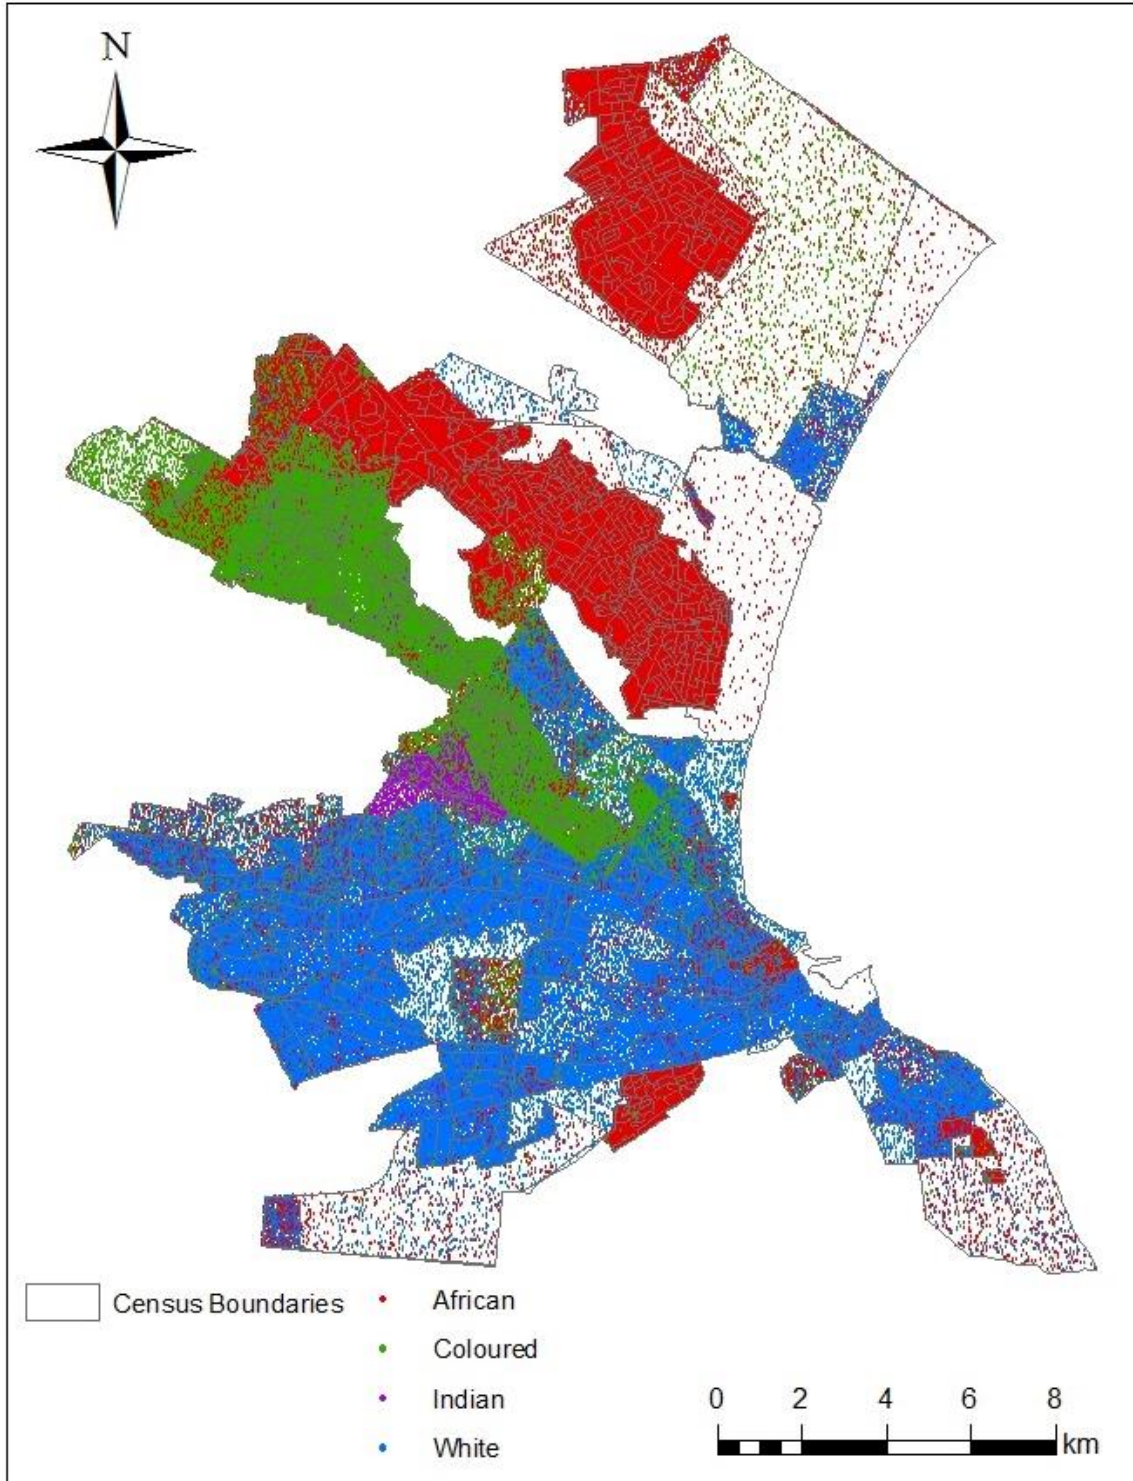 N
Census Boundaries
African
Coloured
Indian
White
0 2 4 6 8
km